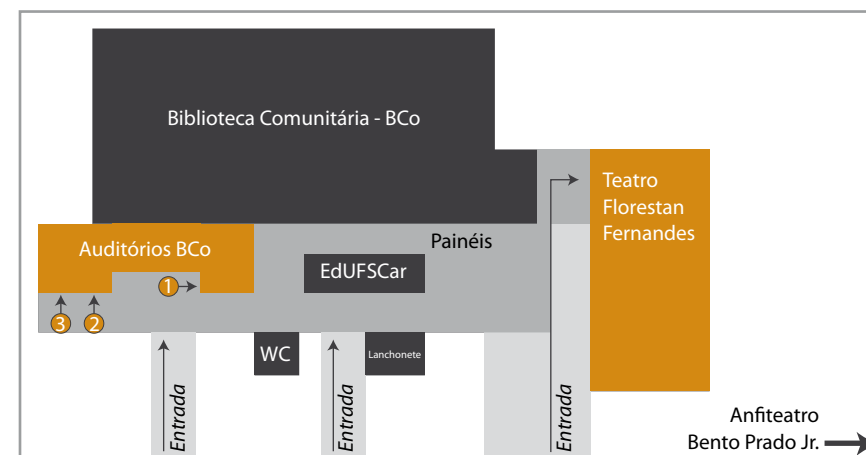 Biblioteca Comunitária - BCo
Teatro
Florestan
Fernandes
Auditórios BCo
Painéis
EdUFSCar
1
3
2
WC
Lanchonete
Entrada
Entrada
Entrada
Anfiteatro
Bento Prado Jr.